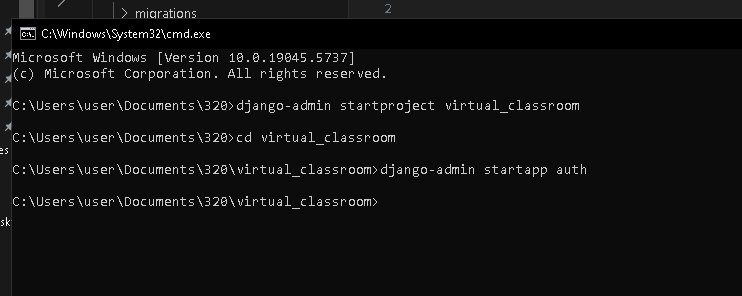 > migrations
2
C:\Windows\System32\cmd.exe
Microsoft Windows [Version 10.0.19045.5737]
(c) Microsoft Corporation. All rights reserved.
C:\Users\user\Documents\320>django-admin startproject virtual_classroom
C:\Users\user\Documents\320>cd virtual_classroom
C:\Users\user\Documents\320\virtual_classroom>django-admin startapp auth
es
C:\Users\user\Documents\320\virtual_classroom>
sk